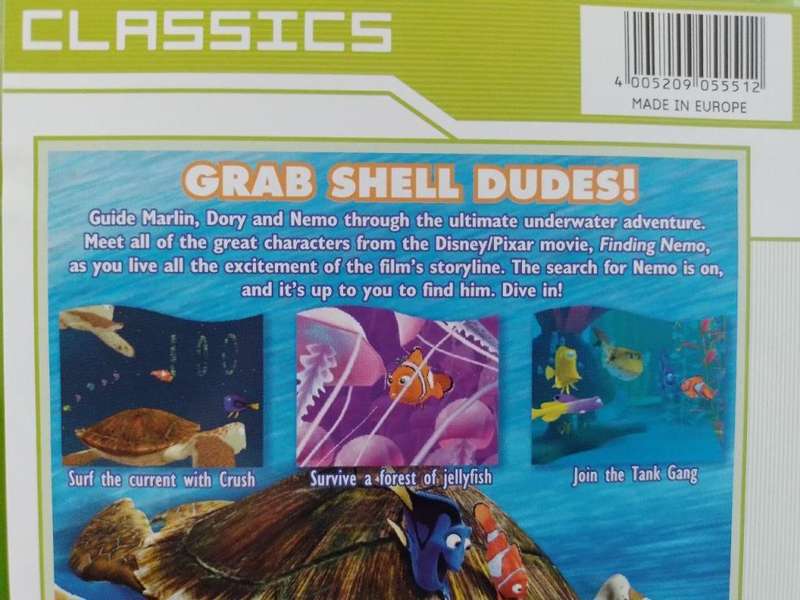 CLASSICS
4 005209 055512
MADE IN EUROPE
GRAB SHELL DUDES!
Guide Marlin, Dory and Nemo through the ultimate underwater adventure.
Meet all of the great characters from the Disney/Pixar movie, Finding Nemo,
as you live all the excitement of the film's storyline. The search for Nemo is on,
and it's up to you to find him. Dive in!
Surf the current with Crush
Survive a forest of jellyfish
Join the Tank Gang